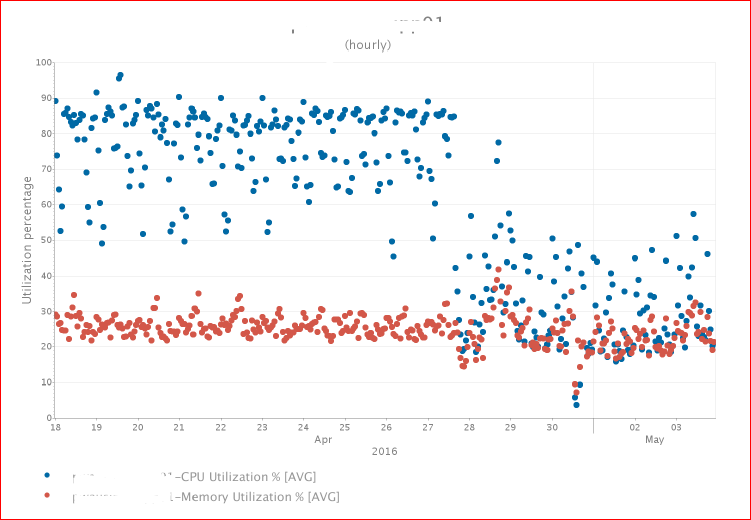 (hourly)
100
90
80
70
60
50
40
30
20
10
0
Utilization percentage
18 19 20 21 22 23 24 25 26 27 28 29 30 02 03
Apr May
2016
1-CPU Utilization % [AVG]
1-Memory Utilization % [AVG]